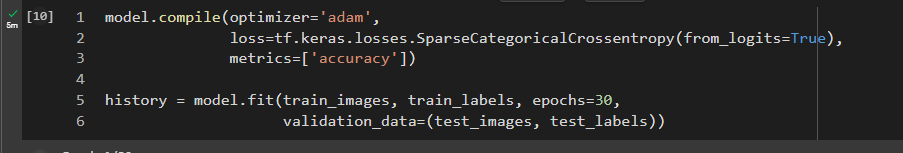 [10] 1 model.compile(optimizer='adam',
5m 2 loss=tf.keras.losses.SparseCategoricalCrossentropy(from_logits=True),
3 metrics=['accuracy'])
4
5 history = model.fit(train_images, train_labels, epochs=30,
6 validation_data=(test_images, test_labels))